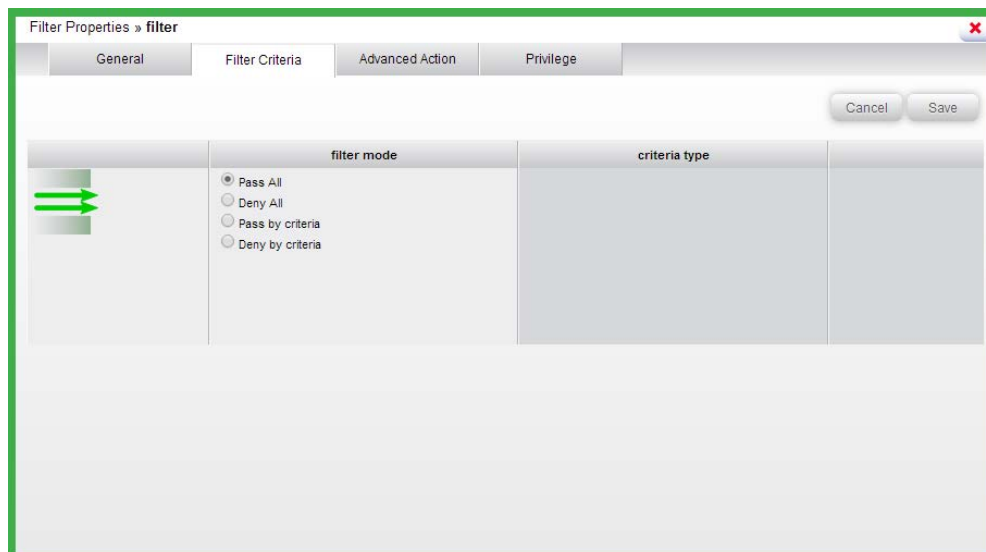 Filter Properties » filter
General Filter Criteria Advanced Action Privilege
Cancel Save
filter mode criteria type
Pass All
Deny All
Pass by criteria
Deny by criteria